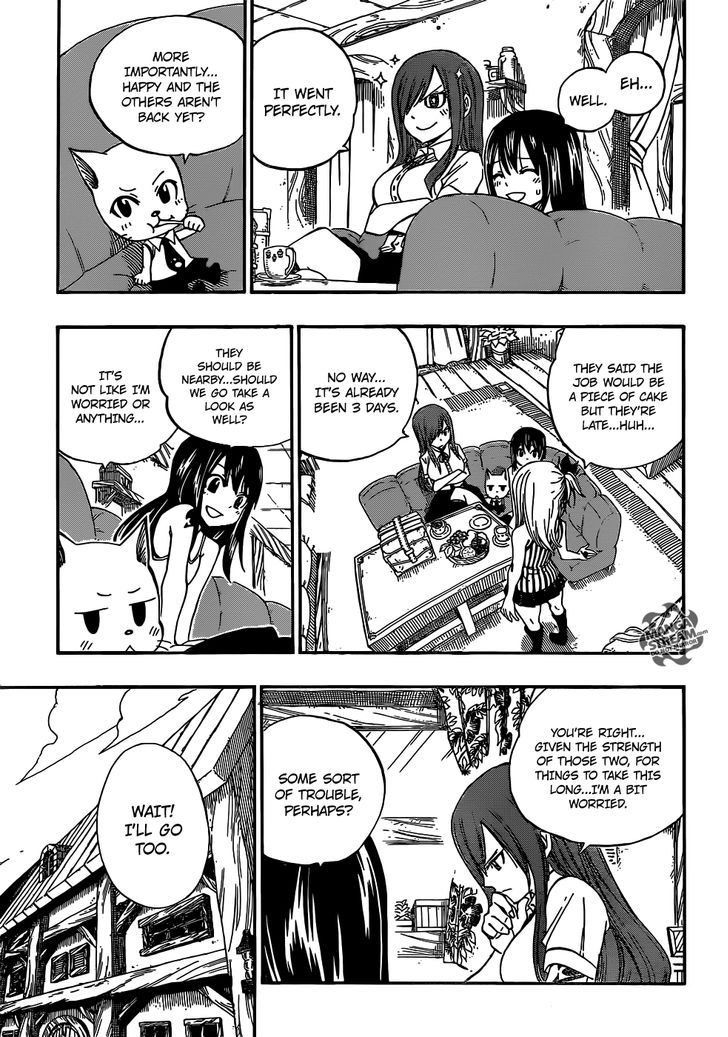 EH...
WELL.
IT WENT
PERFECTLY.
MORE
IMPORTANTLY...
HAPPY AND THE
OTHERS AREN'T
BACK YET?
THEY SAID THE
JOB WOULD BE
A PIECE OF CAKE
BUT THEY'RE
LATE...HUH...
NO WAY...
IT'S ALREADY
BEEN 3 DAYS.
THEY
SHOULD BE
NEARBY...SHOULD
WE GO TAKE A
LOOK AS
WELL?
IT'S
NOT LIKE I'M
WORRIED OR
ANYTHING...
MANGA
STREAM.com
YOU'RE RIGHT...
GIVEN THE STRENGTH
OF THOSE TWO, FOR
THINGS TO TAKE THIS
LONG...I'M A BIT
WORRIED.
SOME SORT
OF TROUBLE,
PERHAPS?
WAIT!
I'LL GO
TOO.